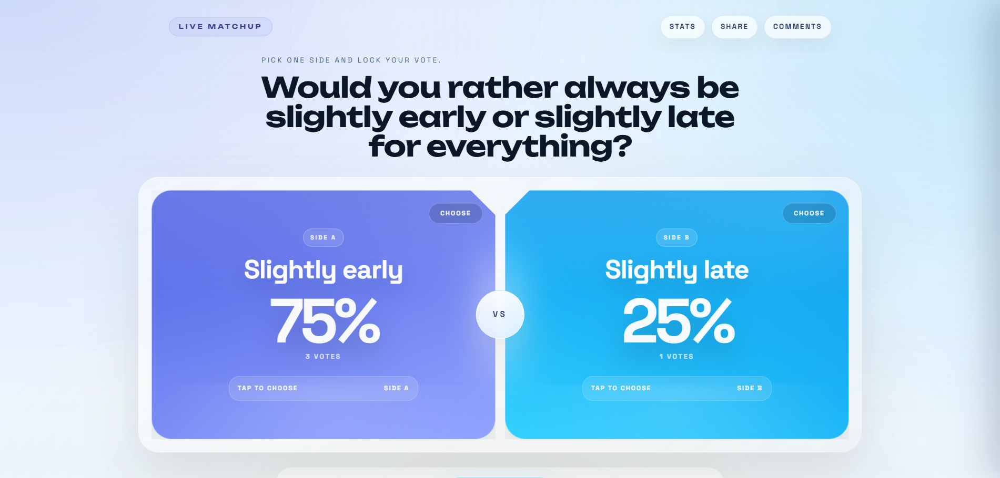 LIVE MATCHUP
STATS
SHARE
COMMENTS
PICK ONE SIDE AND LOCK YOUR VOTE.
Would you rather always be
slightly early or slightly late
for everything?
CHOOSE
SIDE A
Slightly early
75%
3 VOTES
TAP TO CHOOSE SIDE A
VS
CHOOSE
SIDE B
Slightly late
25%
1 VOTES
TAP TO CHOOSE SIDE B